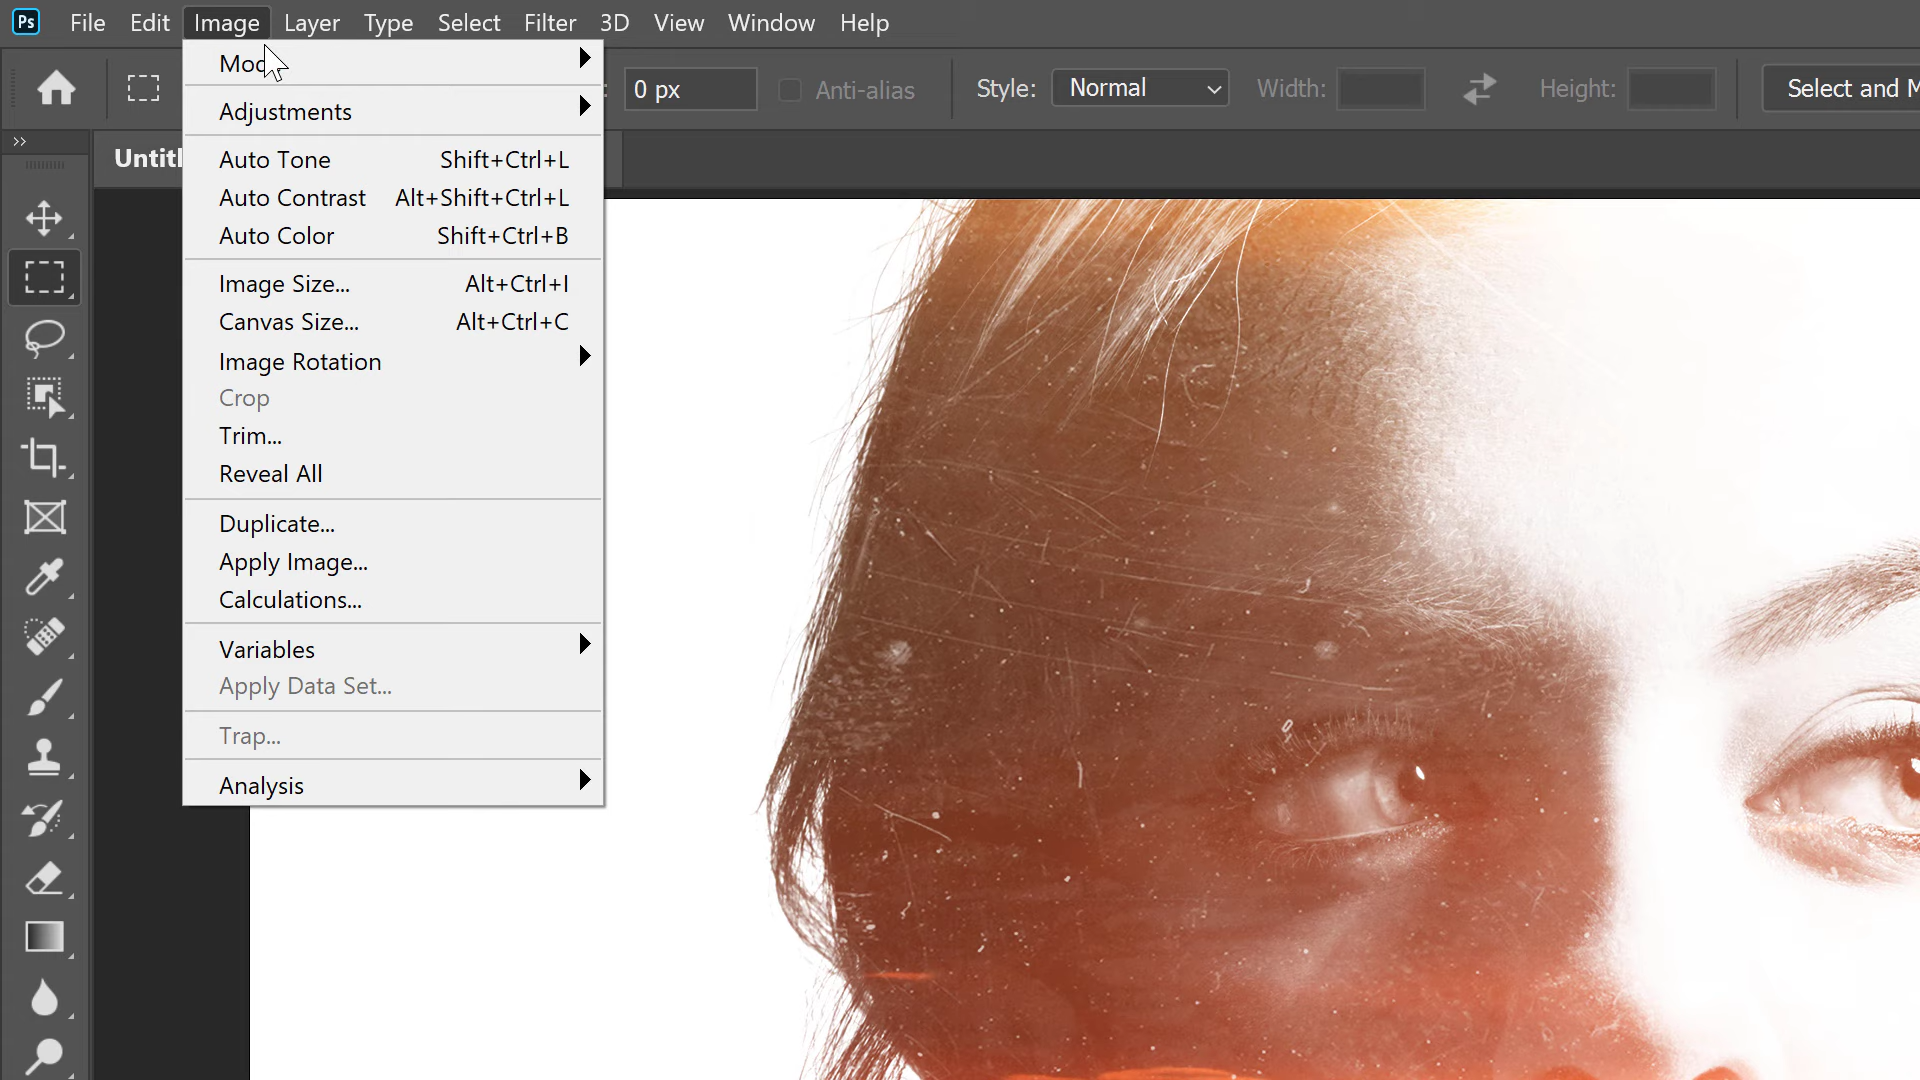 Ps File Edit Image Layer Type Select Filter 3D View Window Help
: 0 px Anti-alias Style: Normal Width: Height: Select and M
Untitl
Mod
Adjustments
Auto Tone Shift+Ctrl+L
Auto Contrast Alt+Shift+Ctrl+L
Auto Color Shift+Ctrl+B
Image Size... Alt+Ctrl+I
Canvas Size... Alt+Ctrl+C
Image Rotation
Crop
Trim...
Reveal All
Duplicate...
Apply Image...
Calculations...
Variables
Apply Data Set...
Trap...
Analysis